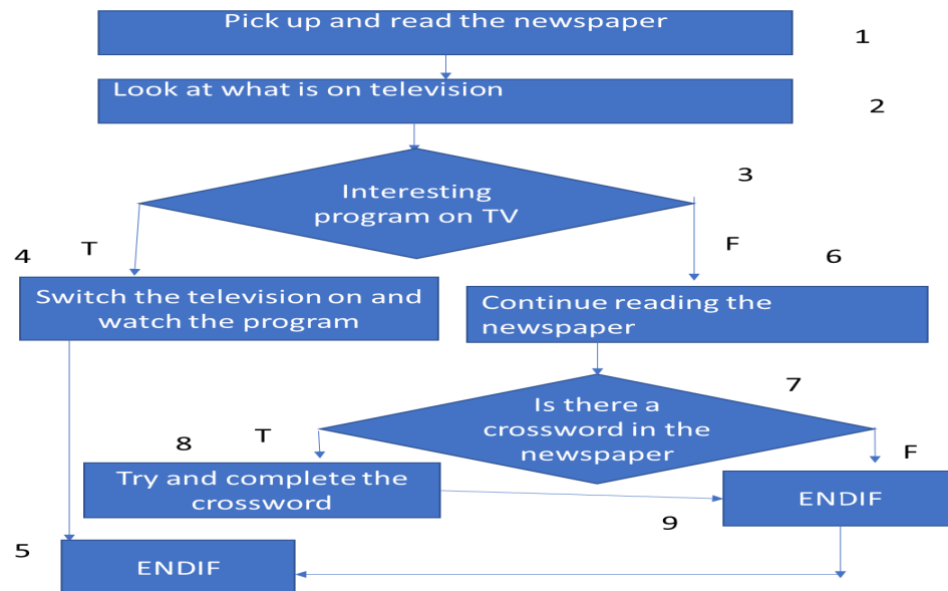 Pick up and read the newspaper
1
Look at what is on television
2
3
Interesting
program on TV
T
F
4
6
Switch the television on and
watch the program
Continue reading the
newspaper
7
Is there a
crossword in the
newspaper
8
T
F
Try and complete the
crossword
ENDIF
9
5
ENDIF